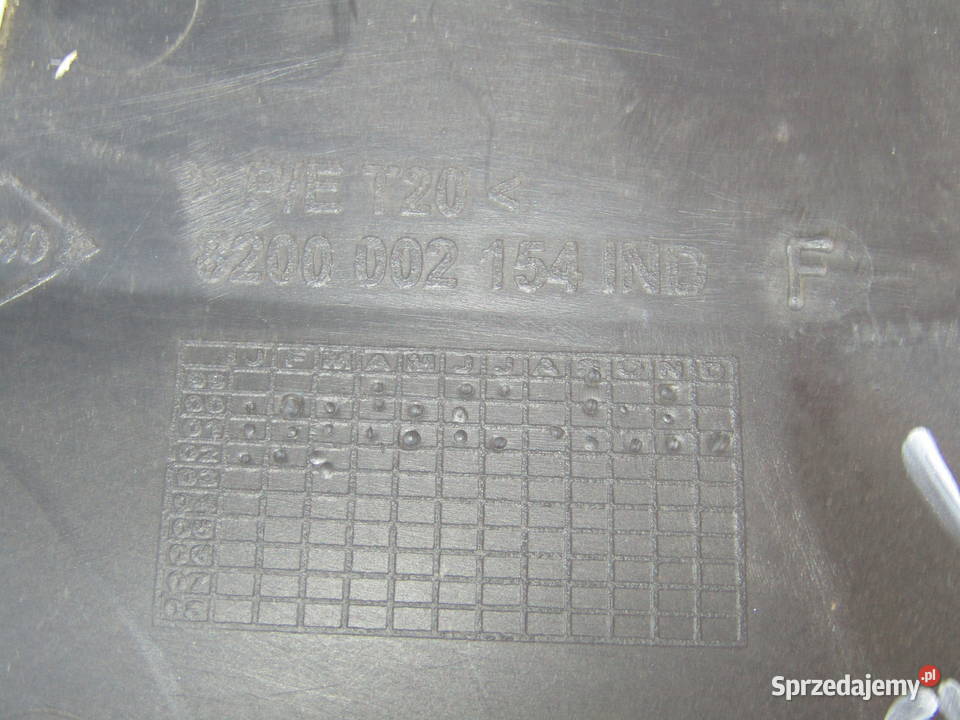 > P/E T20 <
8200 002 154 IND F
J F M A M J J A S O N D
99
00
01
02
03
04
05
06
07
08
Sprzedajemy.pl